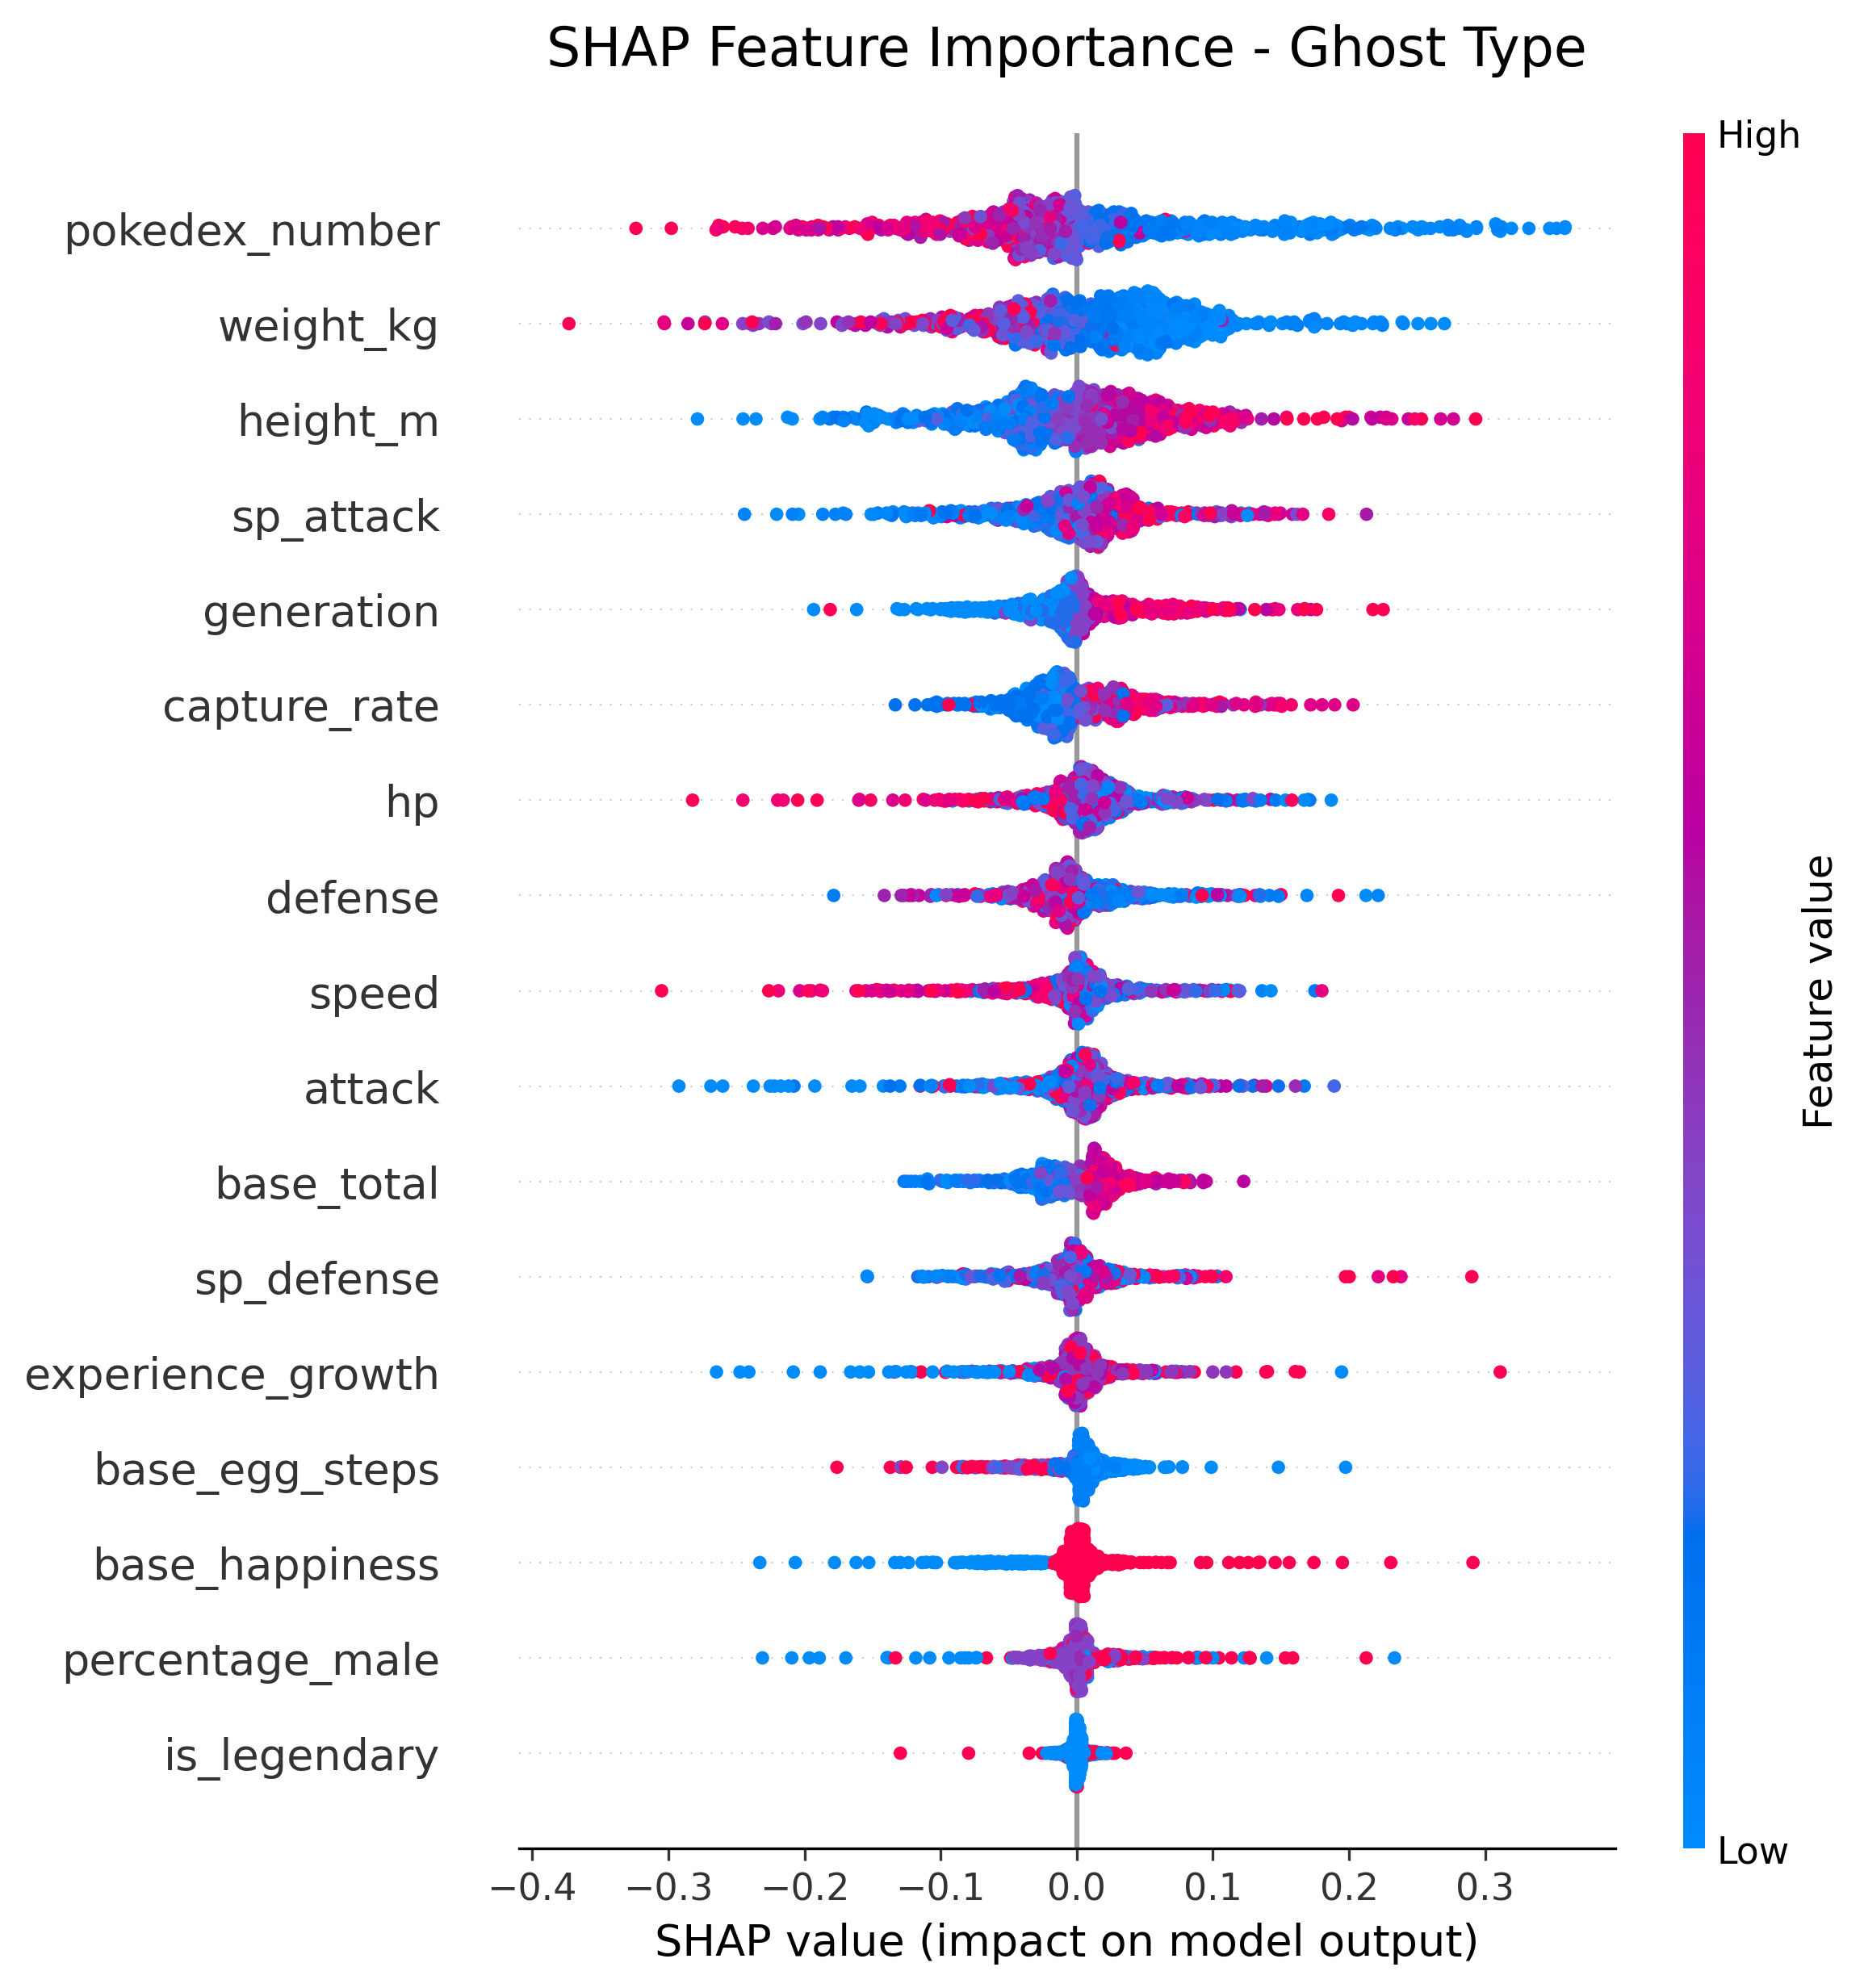 SHAP Feature Importance - Ghost Type
High
pokedex_number
weight_kg
height_m
sp_attack
generation
capture_rate
hp
defense
speed
attack
base_total
sp_defense
experience_growth
base_egg_steps
base_happiness
percentage_male
is_legendary
Feature value
Low
−0.4 −0.3 −0.2 −0.1 0.0 0.1 0.2 0.3
SHAP value (impact on model output)